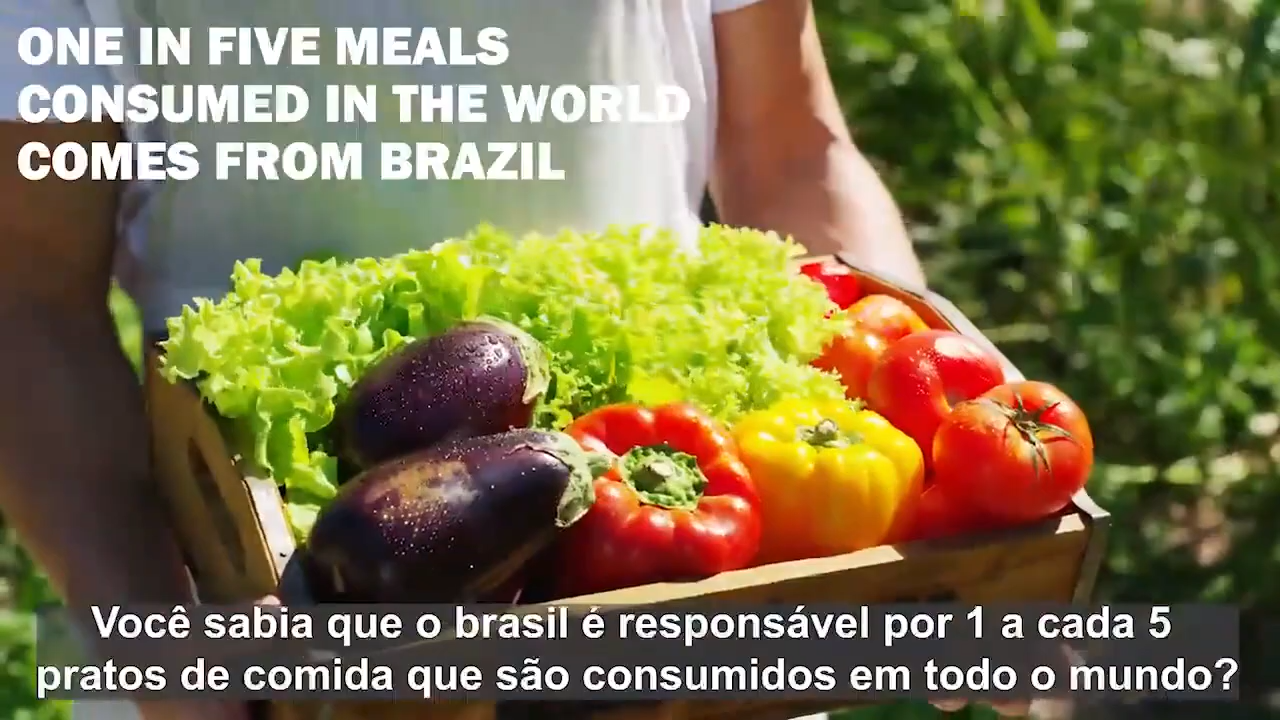 ONE IN FIVE MEALS
CONSUMED IN THE WORLD
COMES FROM BRAZIL
Você sabia que o brasil é responsável por 1 a cada 5
pratos de comida que são consumidos em todo o mundo?